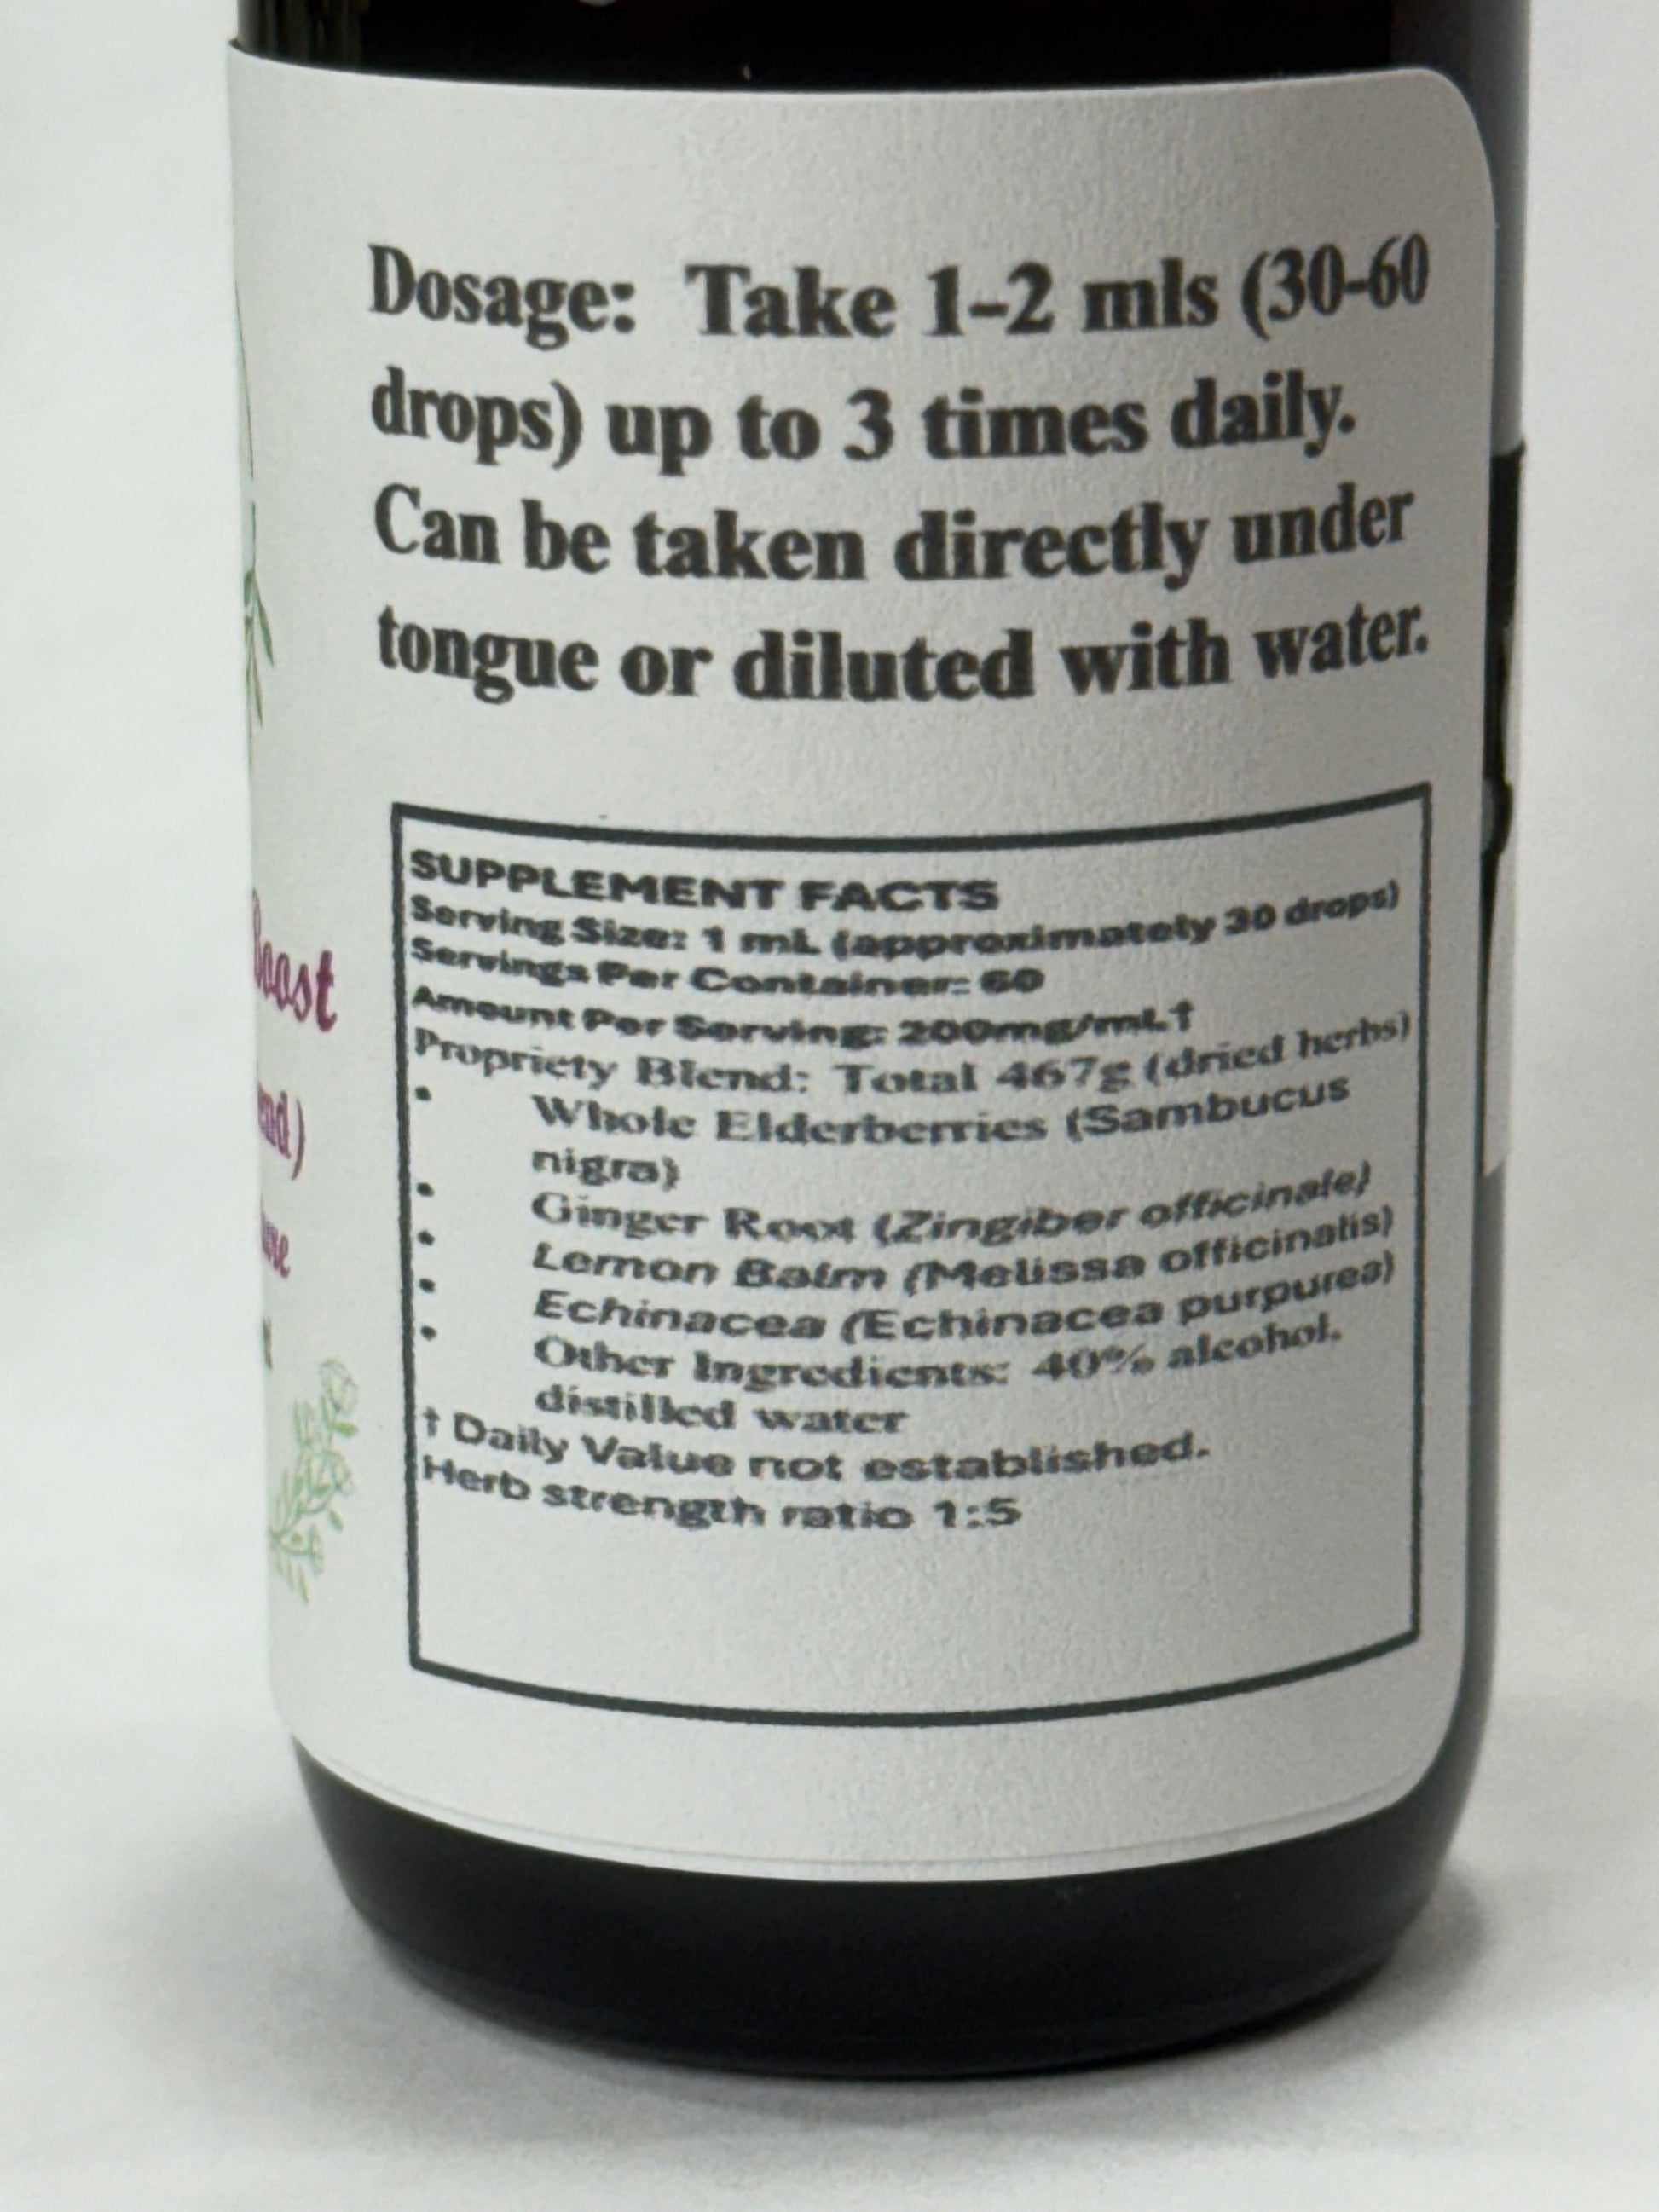 Dosage: Take 1-2 mls (30-60
drops) up to 3 times daily.
Can be taken directly under
tongue or diluted with water.
SUPPLEMENT FACTS
Serving Size: 1 mL (approximately 30 drops)
Servings Per Container: 60
Amount Per Serving: 200mg/mL†
Propriety Blend: Total 467g (dried herbs)
• Whole Elderberries (Sambucus
nigra)
• Ginger Root (Zingiber officinale)
• Lemon Balm (Melissa officinalis)
• Echinacea (Echinacea purpurea)
• Other Ingredients: 40% alcohol.
distilled water
† Daily Value not established.
Herb strength ratio 1:5
Boost